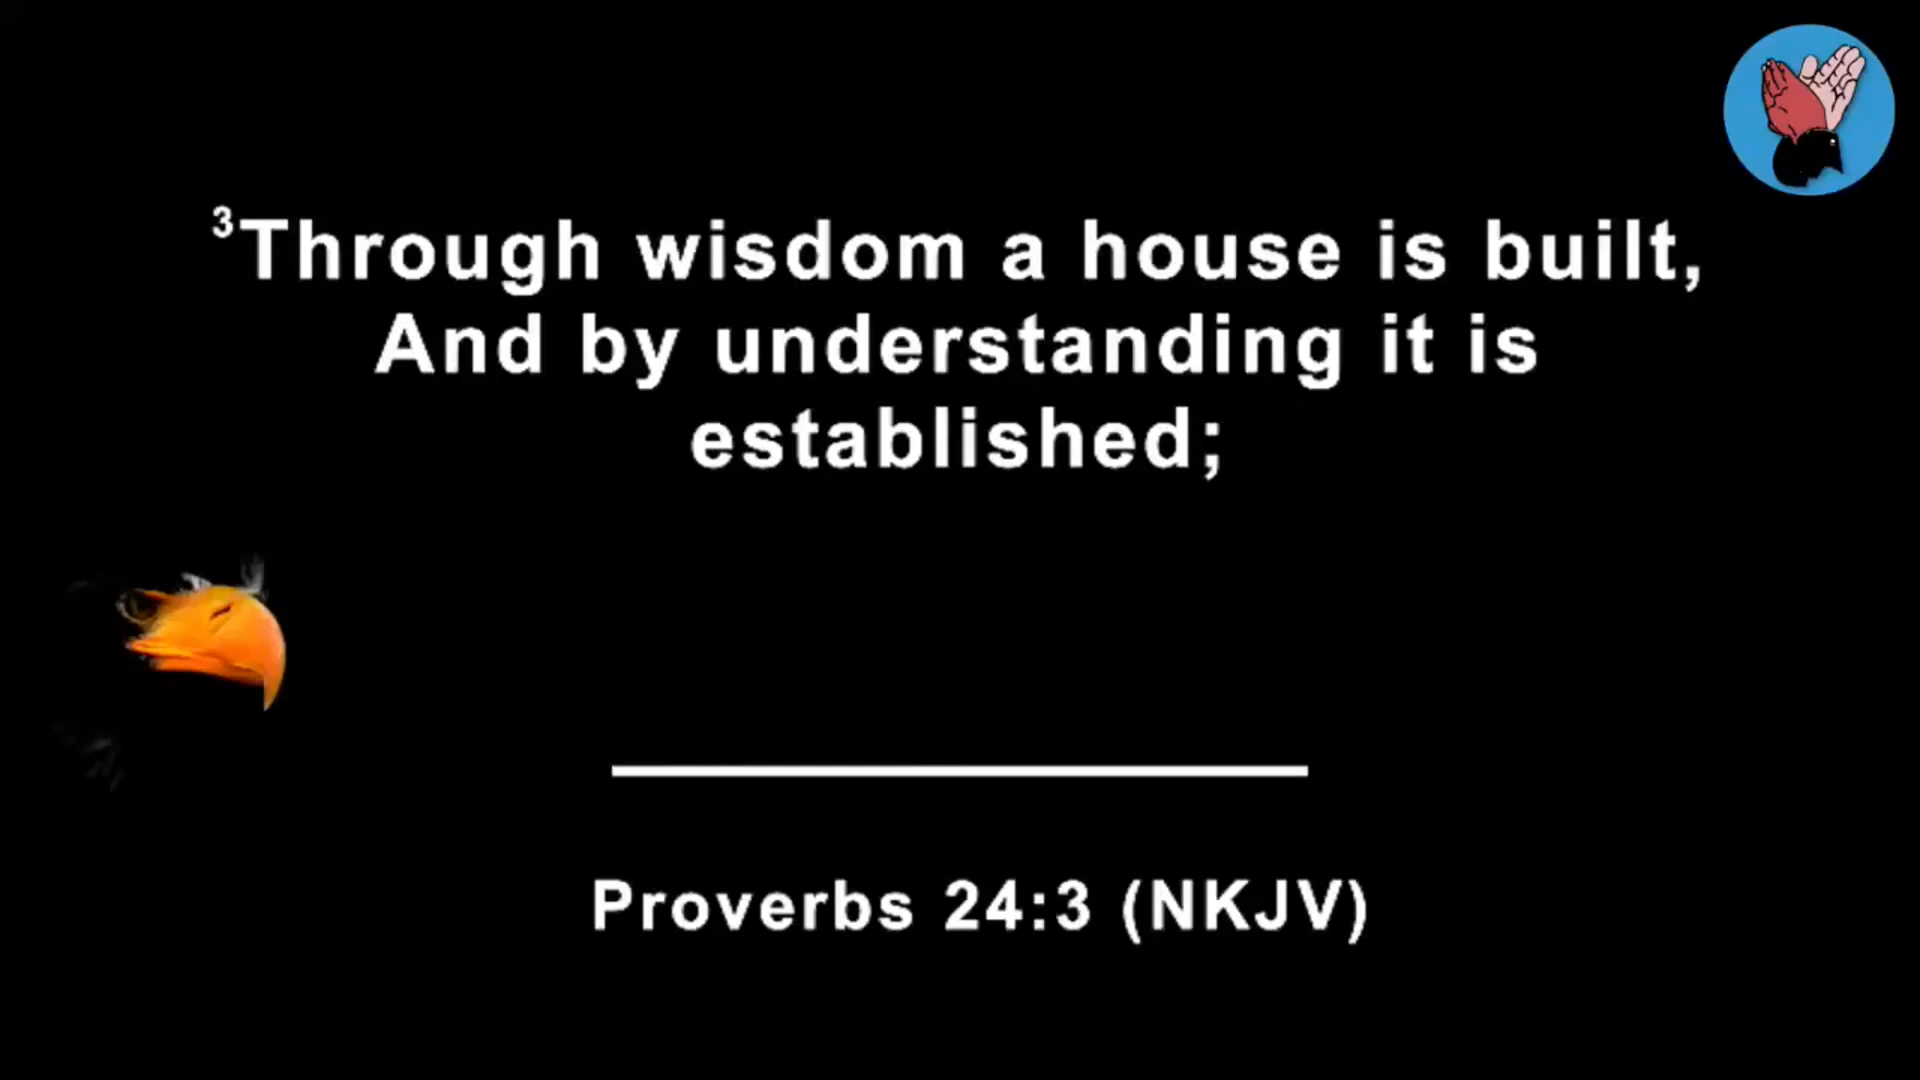 ³Through wisdom a house is built,
And by understanding it is
established;
Proverbs 24:3 (NKJV)